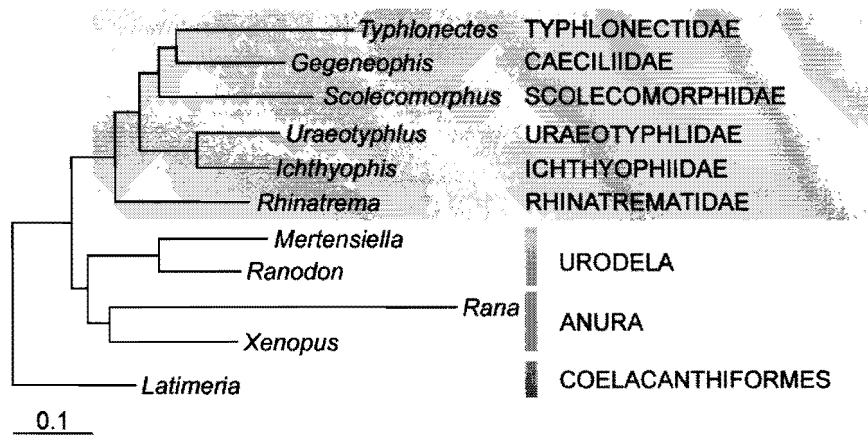 Typhlonectes TYPHLONECTIDAE
Gegeneophis CAECILIIDAE
Scolecomorphus SCOLECOMORPHIDAE
Uraeotyphlus URAEOTYPHLIDAE
Ichthyophis ICHTHYOPHIIDAE
Rhinatrema RHINATREMATIDAE
Mertensiella
URODELA
Ranodon
Rana
ANURA
Xenopus
Latimeria COELACANTHIFORMES
0.1